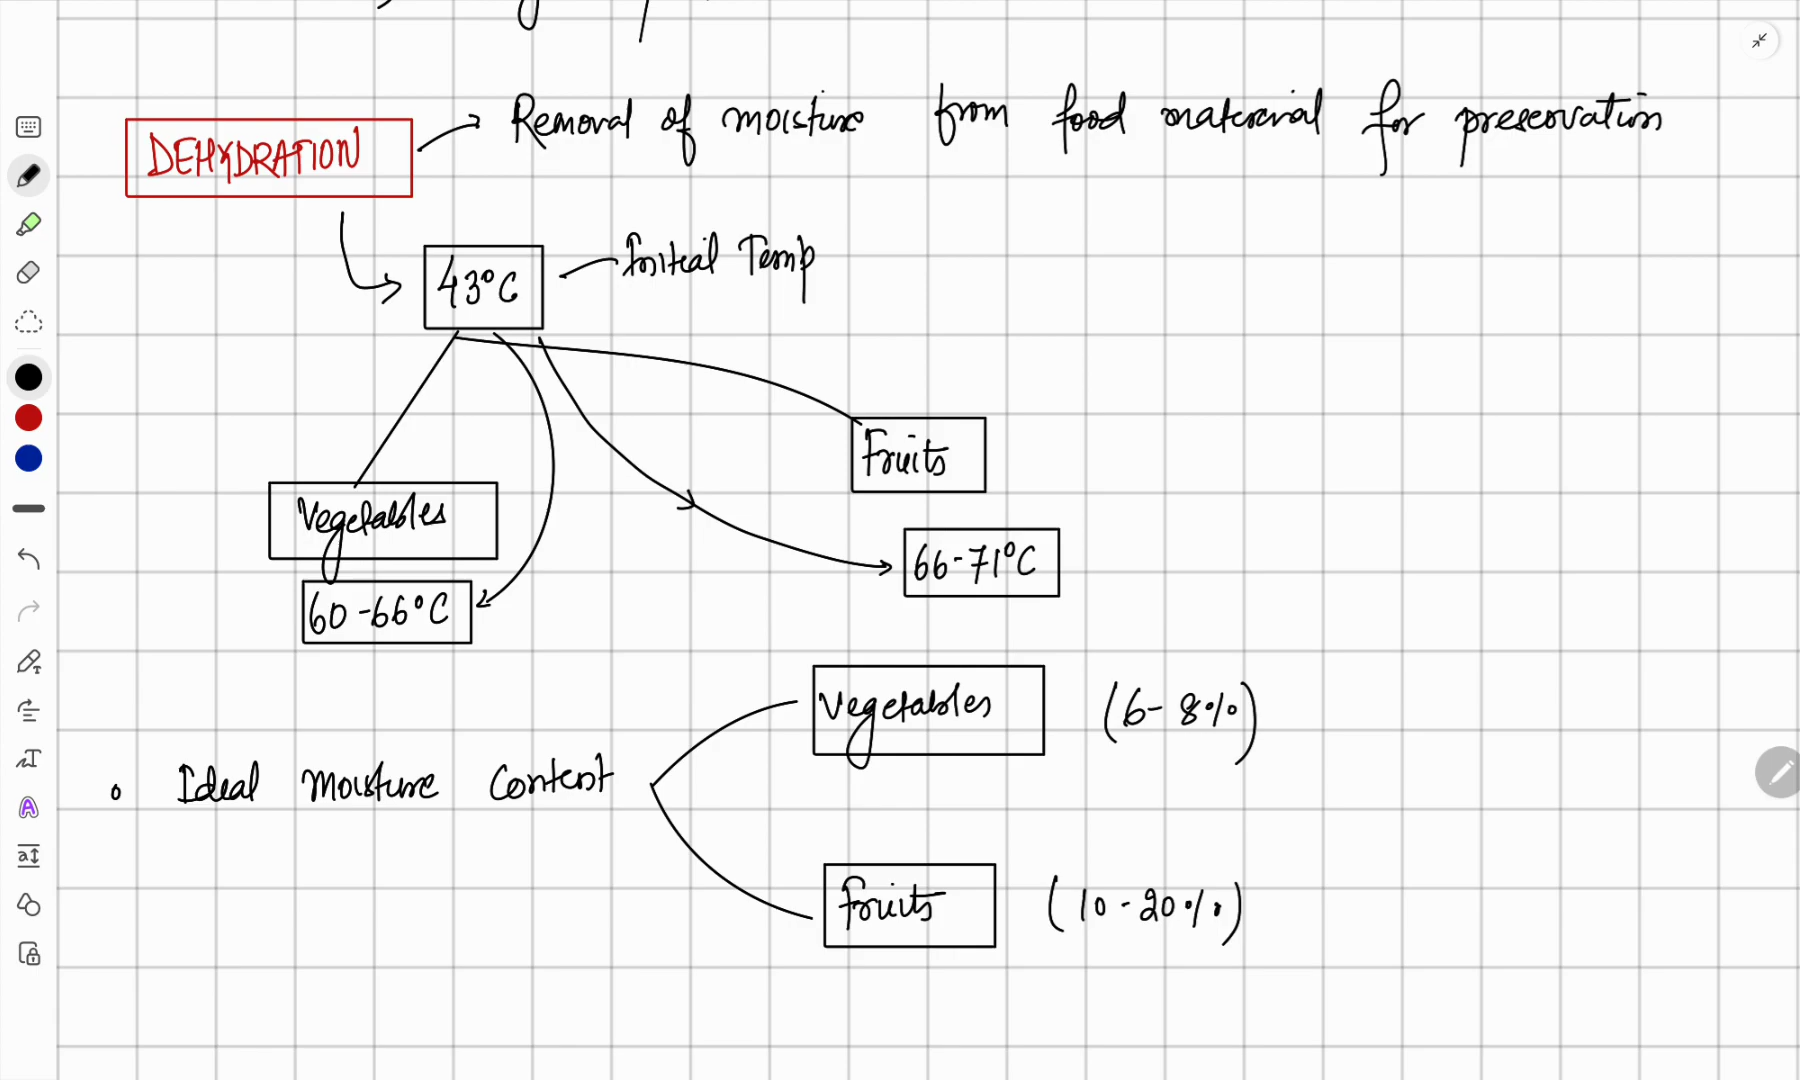 DEHYDRATION
Removal of moisture from food material for preservation
43°C
Initial Temp
Fruits
Vegetables
66-71°C
60-66°C
Vegetables (6-8%)
Ideal Moisture Content
Fruits (10-20%)